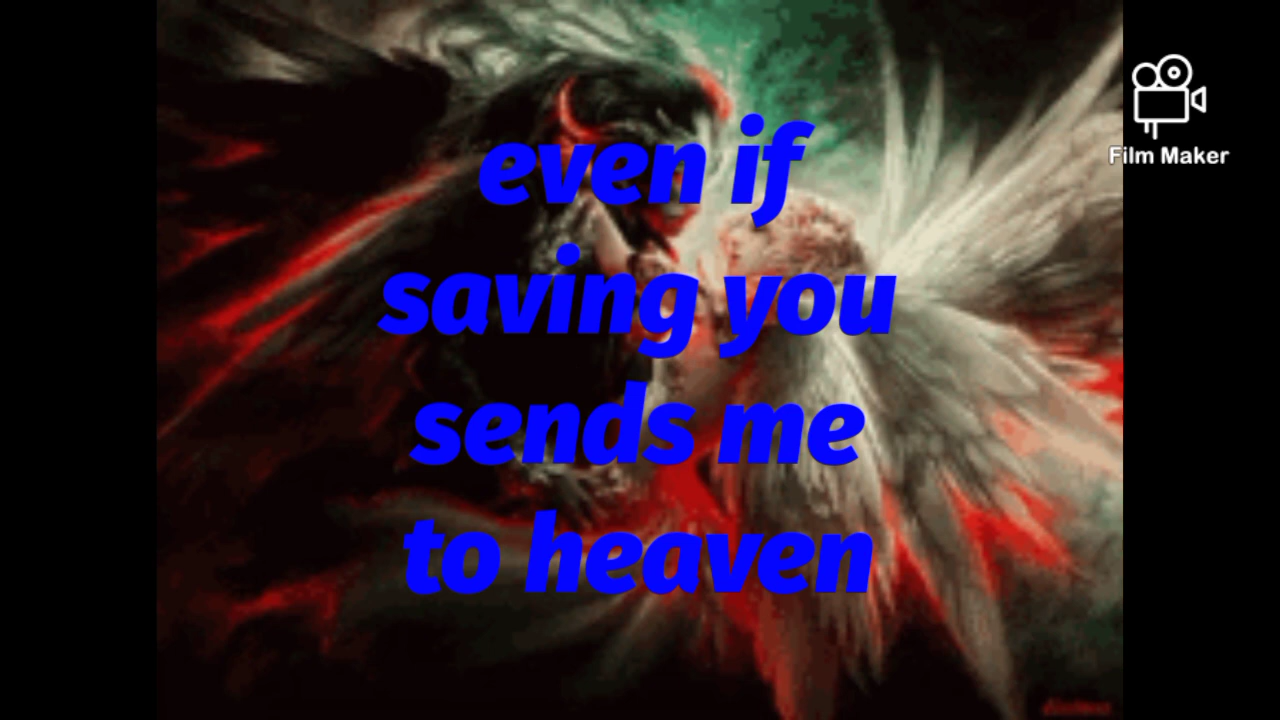 even if
saving you
sends me
to heaven
Film Maker